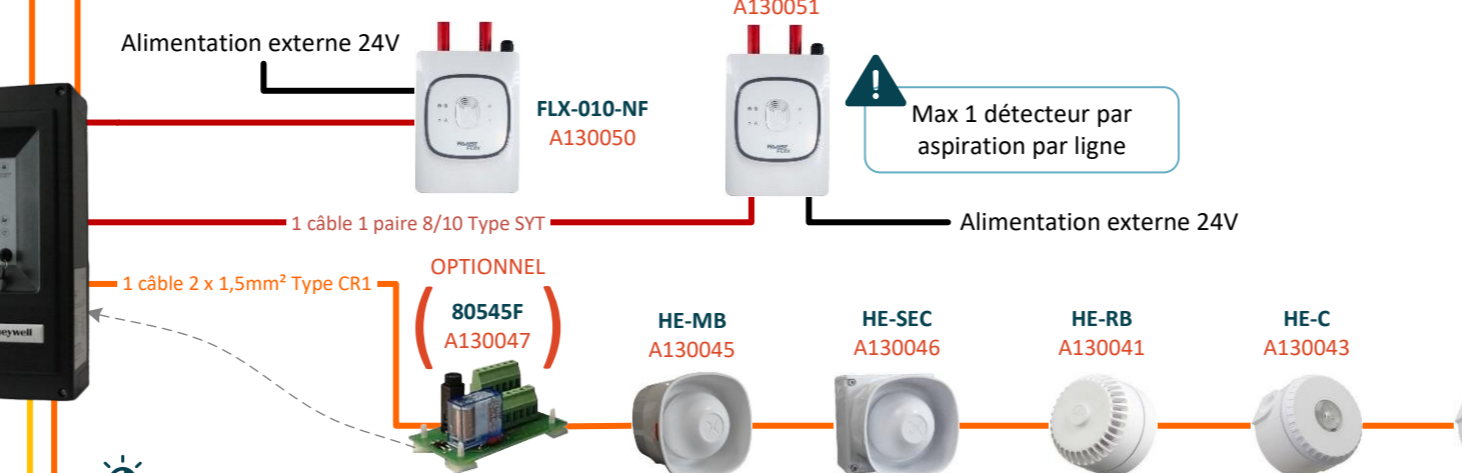 A130051
Alimentation externe 24V
FLX-010-NF
A130050
Max 1 détecteur par
aspiration par ligne
1 câble 1 paire 8/10 Type SYT
Alimentation externe 24V
OPTIONNEL
1 câble 2 x 1,5mm² Type CR1
80545F
A130047
HE-MB
A130045
HE-SEC
A130046
HE-RB
A130041
HE-C
A130043
eywell